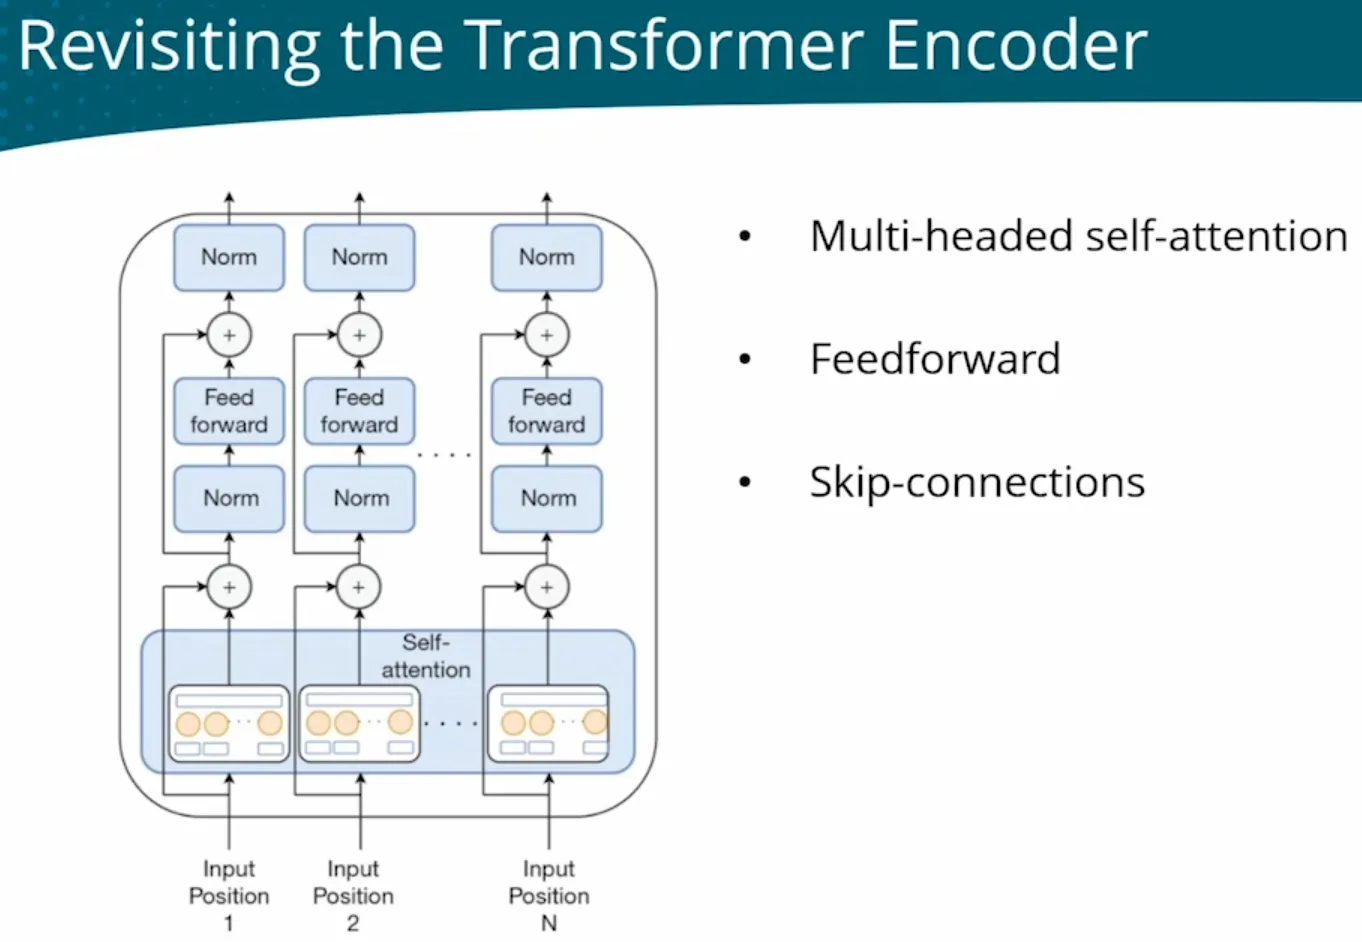 Revisiting the Transformer Encoder
Norm
Norm
Norm
+
+
+
Feed
forward
Feed
forward
Feed
forward
. . . .
Norm
Norm
Norm
+
+
+
Self-
attention
. . .
. . .
. . . .
. . .
Input
Position
1
Input
Position
2
Input
Position
N
• Multi-headed self-attention
• Feedforward
• Skip-connections